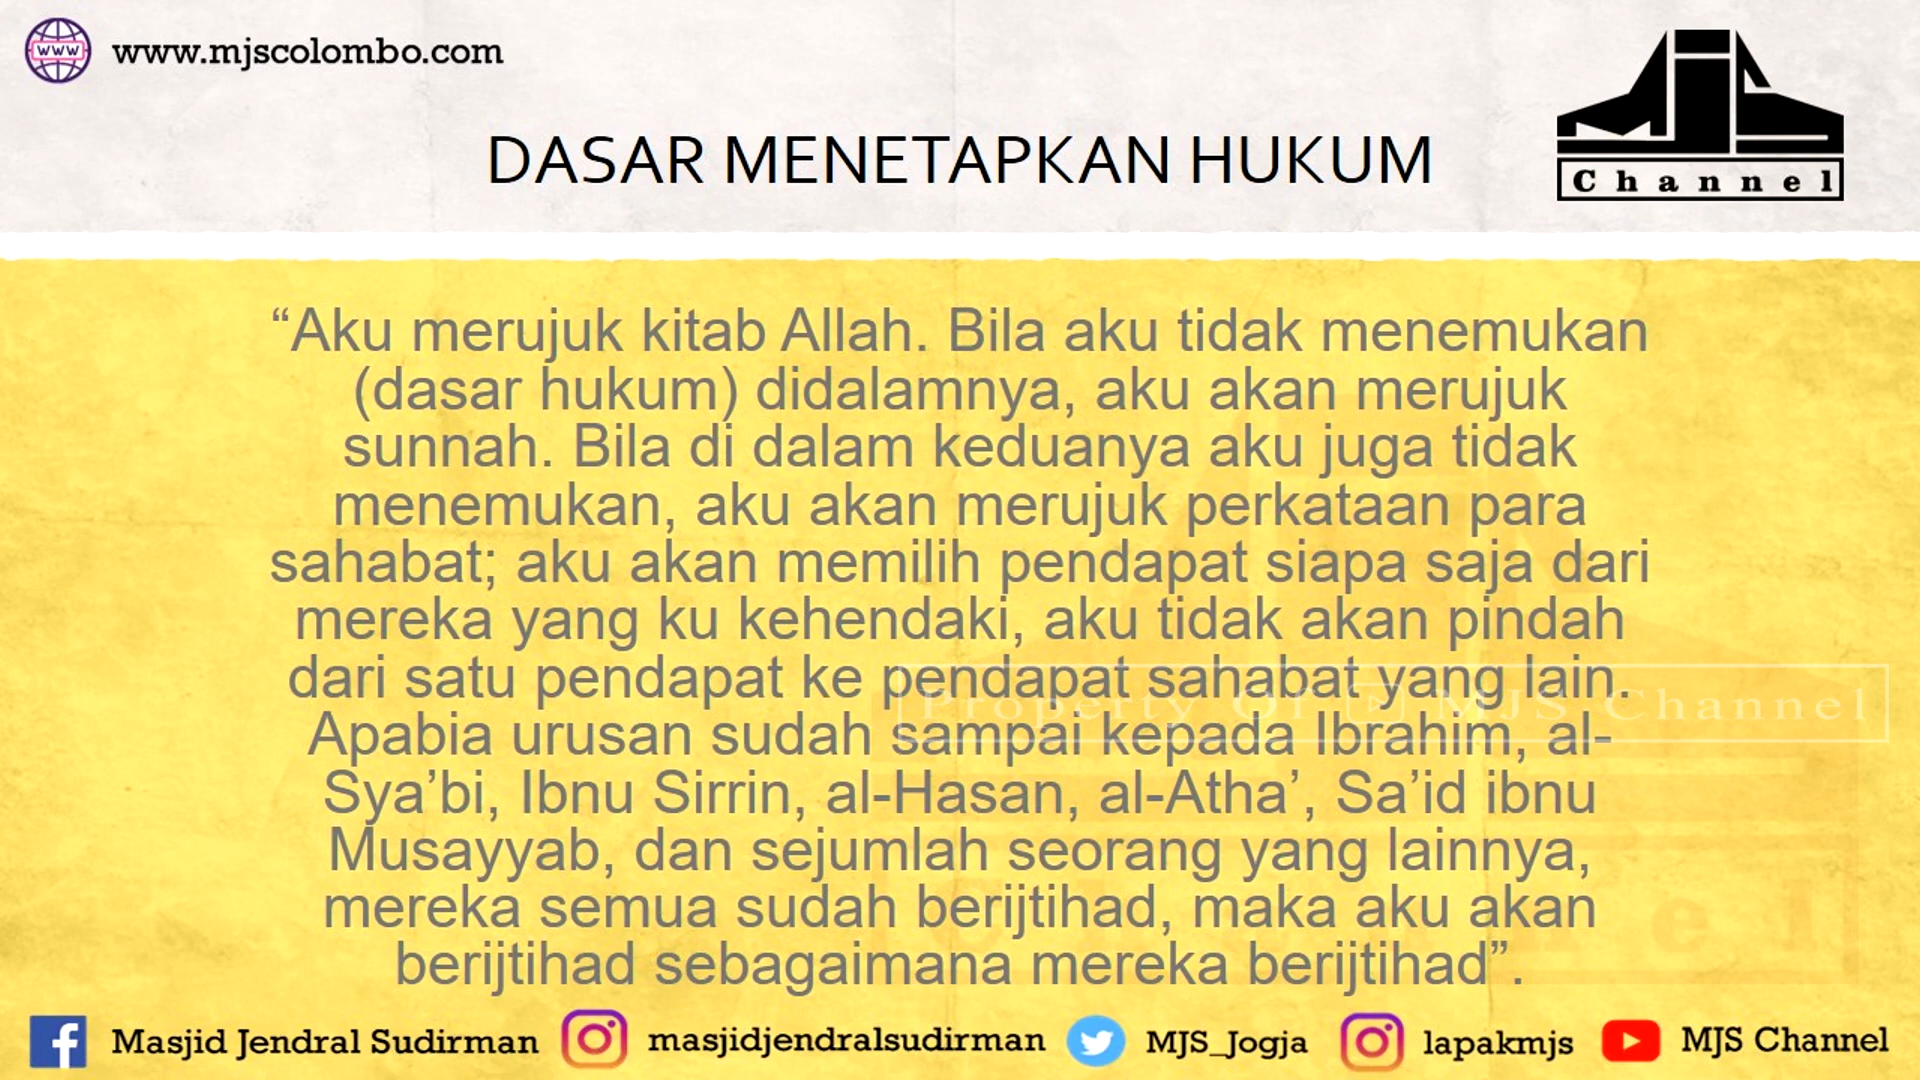 www
www.mjscolombo.com
DASAR MENETAPKAN HUKUM
MJS
Channel
“Aku merujuk kitab Allah. Bila aku tidak menemukan
(dasar hukum) didalamnya, aku akan merujuk
sunnah. Bila di dalam keduanya aku juga tidak
menemukan, aku akan merujuk perkataan para
sahabat; aku akan memilih pendapat siapa saja dari
mereka yang ku kehendaki, aku tidak akan pindah
dari satu pendapat ke pendapat sahabat yang lain.
Property Of MJS Channel
Apabia urusan sudah sampai kepada Ibrahim, al-
Sya’bi, Ibnu Sirrin, al-Hasan, al-Atha’, Sa’id ibnu
Musayyab, dan sejumlah seorang yang lainnya,
mereka semua sudah berijtihad, maka aku akan
berijtihad sebagaimana mereka berijtihad”.
Masjid Jendral Sudirman masjidjendralsudirman MJS_Jogja lapakmjs MJS Channel